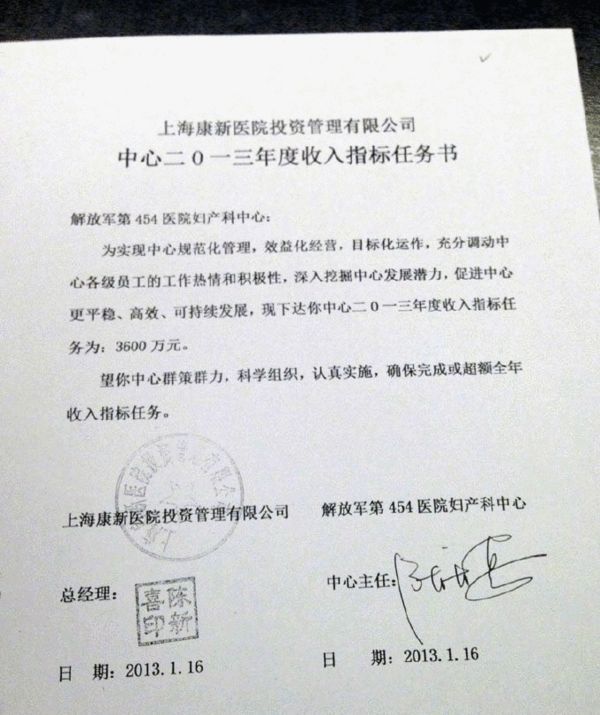 上海康新医院投资管理有限公司
中心二0一三年度收入指标任务书
解放军第454医院妇产科中心：
为实现中心规范化管理，效益化经营，目标化运作，充分调动中
心各级员工的工作热情和积极性，深入挖掘中心发展潜力，促进中心
更平稳、高效、可持续发展，现下达你中心二0一三年度收入指标任
务为：3600万元。
望你中心群策群力，科学组织，认真实施，确保完成或超额全年
收入指标任务。
上海康新医院投资管理有限公司
解放军第454医院妇产科中心
总经理：
陈新
喜印
中心主任：
日 期：2013.1.16
日 期：2013.1.16